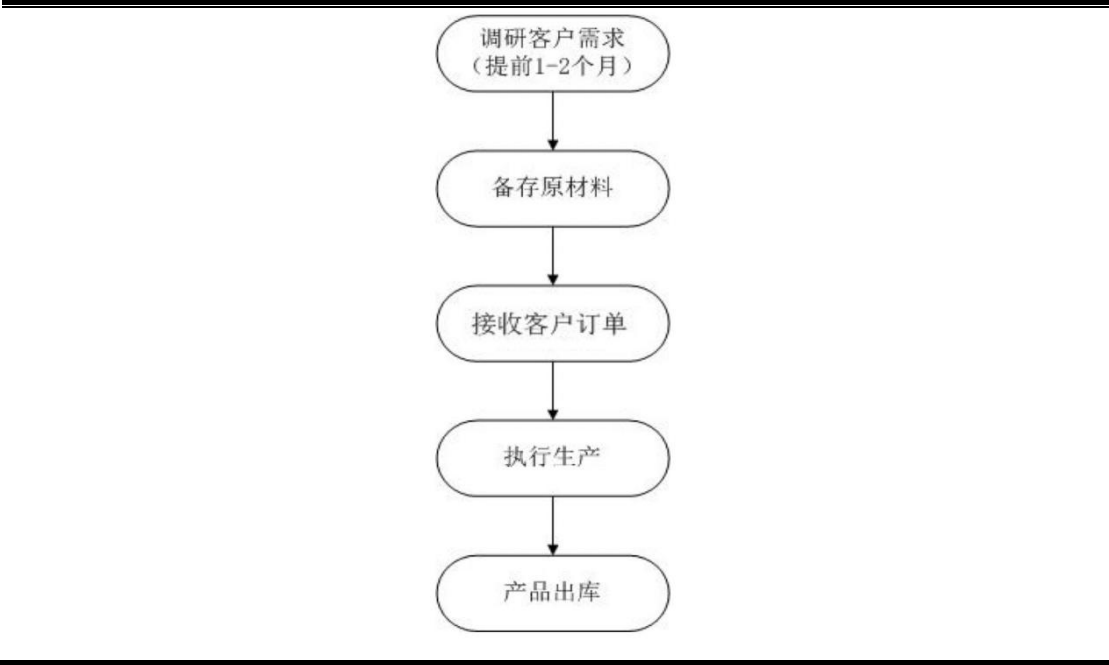 调研客户需求
（提前1-2个月）
备存原材料
接收客户订单
执行生产
产品出库